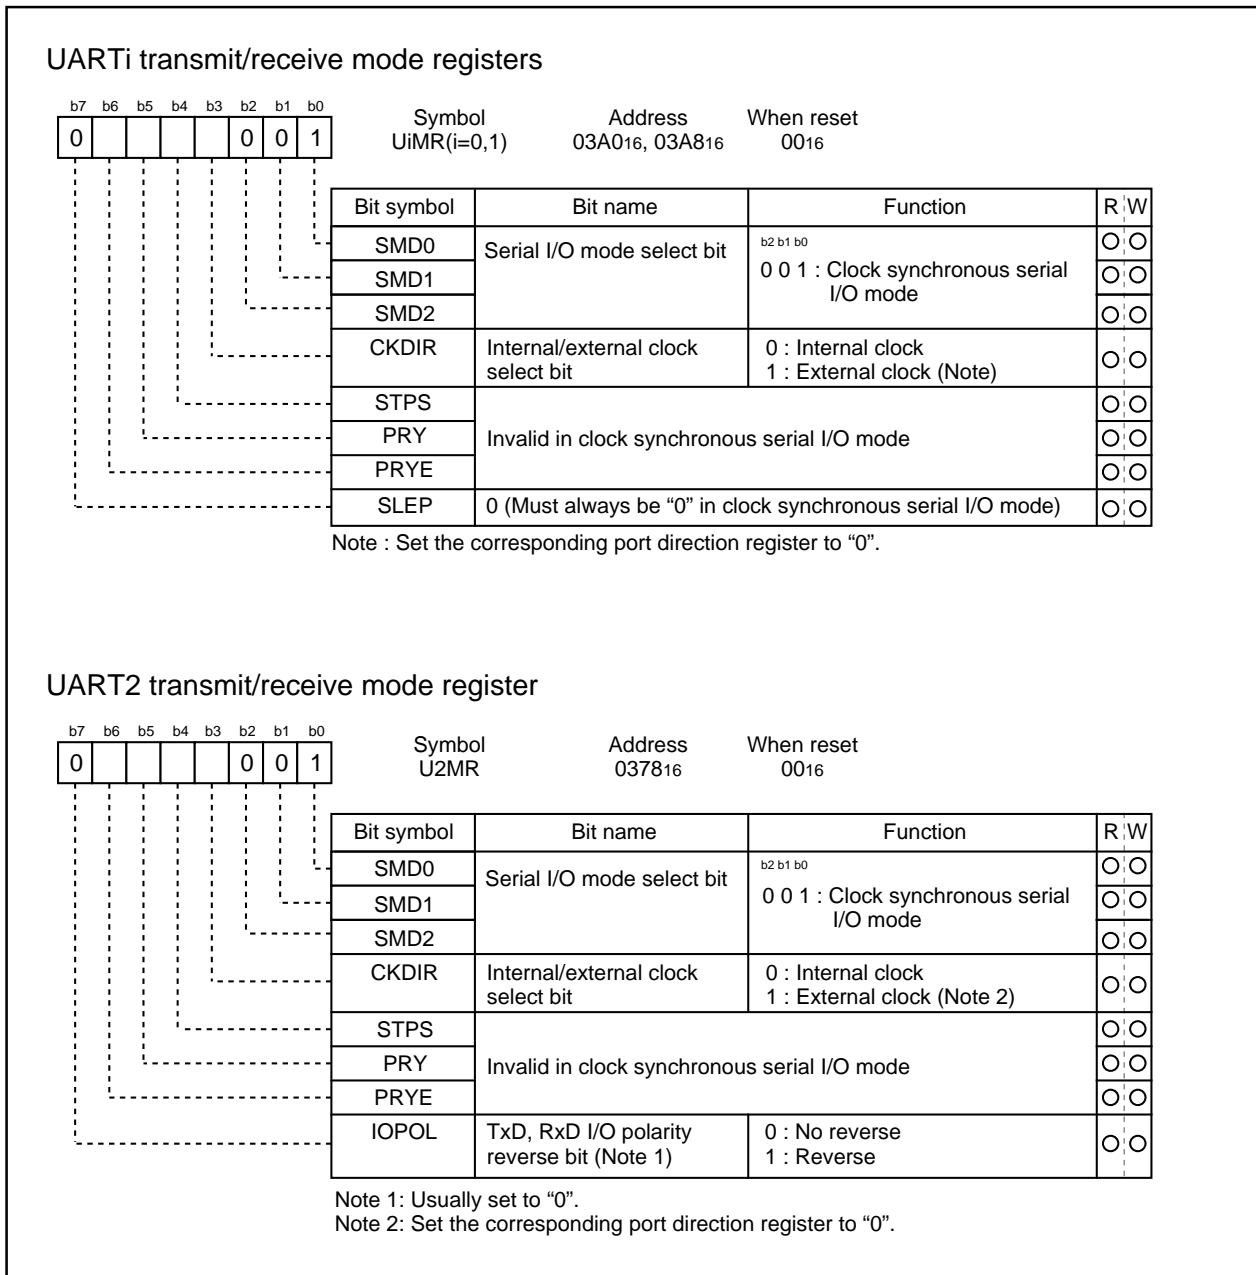 UARTi transmit/receive mode registers
b7 b6 b5 b4 b3 b2 b1 b0
0 0 0 1
Symbol Address When reset
UiMR(i=0,1) 03A016, 03A816 0016
Bit symbol Bit name Function R W
SMD0 Serial I/O mode select bit b2 b1 b0
SMD1 0 0 1 : Clock synchronous serial
I/O mode
SMD2
CKDIR Internal/external clock 0 : Internal clock
select bit 1 : External clock (Note)
STPS
PRY Invalid in clock synchronous serial I/O mode
PRYE
SLEP 0 (Must always be “0” in clock synchronous serial I/O mode)
Note : Set the corresponding port direction register to “0”.
UART2 transmit/receive mode register
b7 b6 b5 b4 b3 b2 b1 b0
0 0 0 1
Symbol Address When reset
U2MR 037816 0016
Bit symbol Bit name Function R W
SMD0 Serial I/O mode select bit b2 b1 b0
SMD1 0 0 1 : Clock synchronous serial
I/O mode
SMD2
CKDIR Internal/external clock 0 : Internal clock
select bit 1 : External clock (Note 2)
STPS
PRY Invalid in clock synchronous serial I/O mode
PRYE
IOPOL TxD, RxD I/O polarity 0 : No reverse
reverse bit (Note 1) 1 : Reverse
Note 1: Usually set to “0”.
Note 2: Set the corresponding port direction register to “0”.